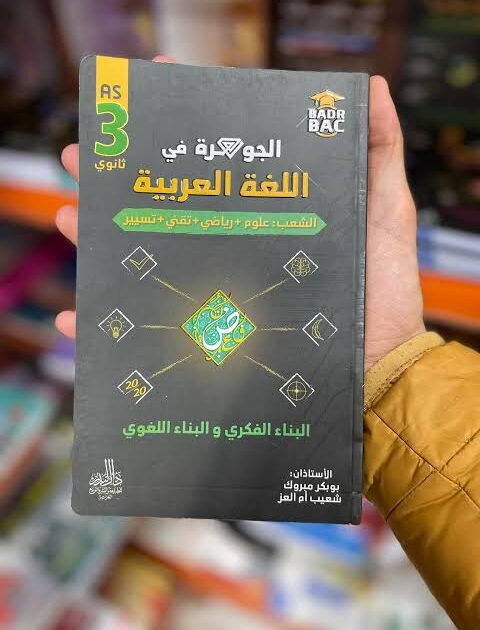 AS
3
ثانوي
BADR
BAC
الجوهرة في
اللغة العربية
الشعب: علوم + رياضي + تقني + تسيير
ض
20/20
البناء الفكري و البناء اللغوي
الأستاذان:
بوبكر مبروك
شعيب أم العز